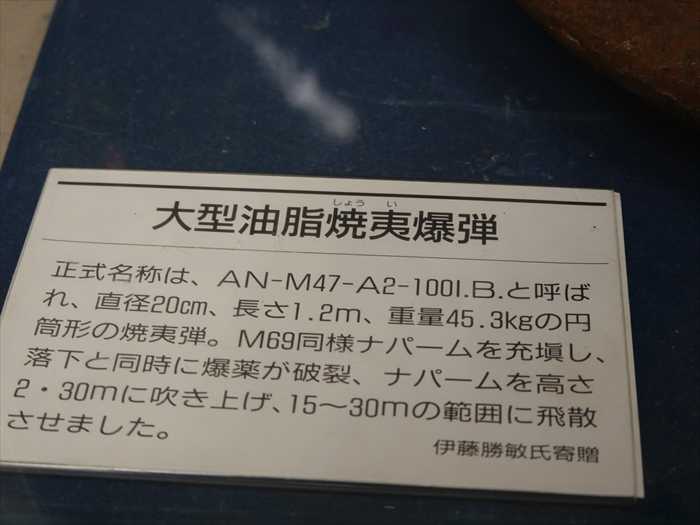 しょう い
大型油脂焼夷爆弾
正式名称は、AN-M47-A2-100I.B.と呼ば
れ、直径20cm、長さ1.2m、重量45.3kgの円
筒形の焼夷弾。M69同様ナパームを充塡し、
落下と同時に爆薬が破裂、ナパームを高さ
2・30mに吹き上げ、15～30mの範囲に飛散
させました。
伊藤勝敏氏寄贈